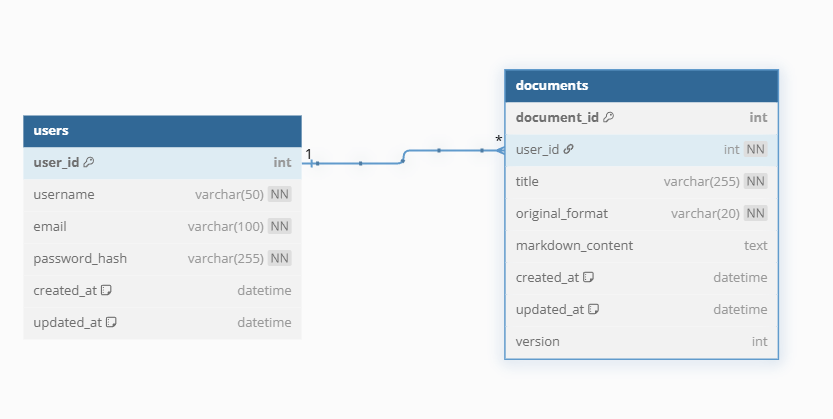 users
user_id int
username varchar(50) NN
email varchar(100) NN
password_hash varchar(255) NN
created_at datetime
updated_at datetime
1
*
documents
document_id int
user_id int NN
title varchar(255) NN
original_format varchar(20) NN
markdown_content text
created_at datetime
updated_at datetime
version int